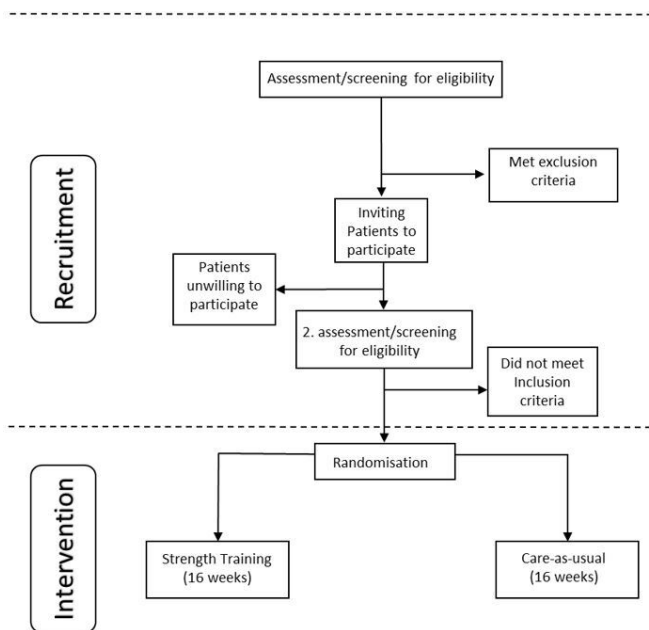 Assessment/screening for eligibility
Recruitment
Met exclusion
criteria
Inviting
Patients to
participate
Patients
unwilling to
participate
2. assessment/screening
for eligibility
Did not meet
Inclusion
criteria
Intervention
Randomisation
Strength Training
(16 weeks)
Care-as-usual
(16 weeks)